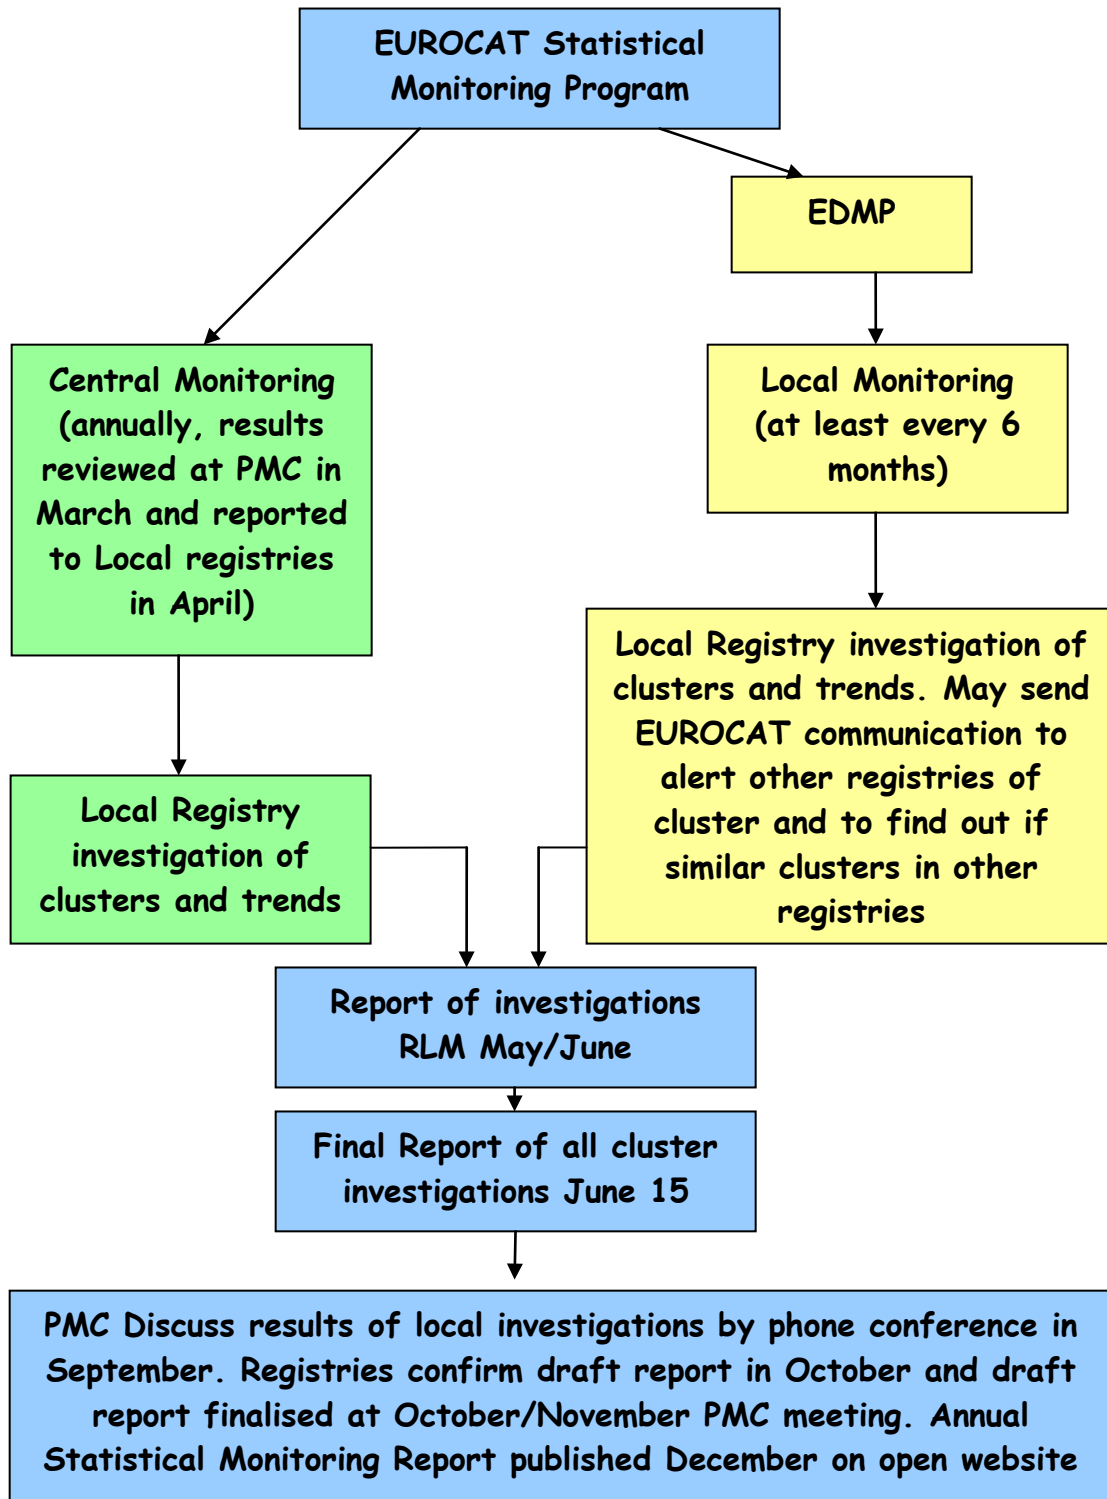 EUROCAT Statistical
Monitoring Program
EDMP
Central Monitoring
(annually, results
reviewed at PMC in
March and reported
to Local registries
in April)
Local Monitoring
(at least every 6
months)
Local Registry
investigation of
clusters and trends
Local Registry investigation of
clusters and trends. May send
EUROCAT communication to
alert other registries of
cluster and to find out if
similar clusters in other
registries
Report of investigations
RLM May/June
Final Report of all cluster
investigations June 15
PMC Discuss results of local investigations by phone conference in
September. Registries confirm draft report in October and draft
report finalised at October/November PMC meeting. Annual
Statistical Monitoring Report published December on open website